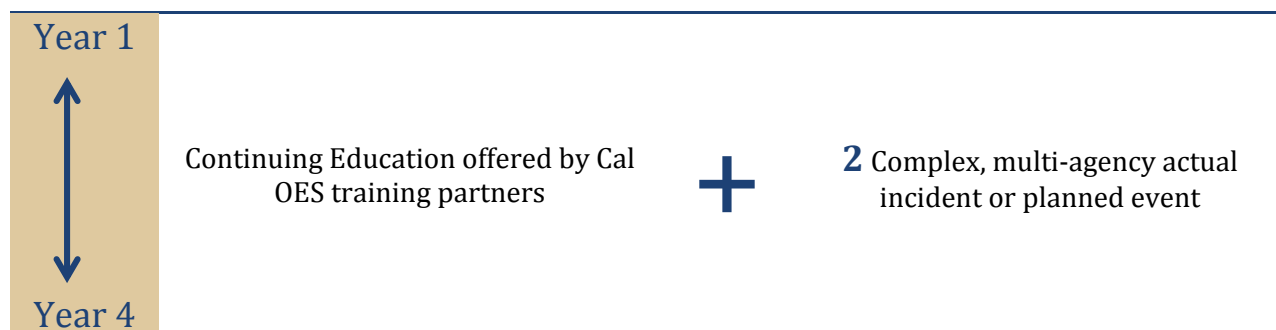 Year 1
Continuing Education offered by Cal
OES training partners
+
2 Complex, multi-agency actual
incident or planned event
Year 4